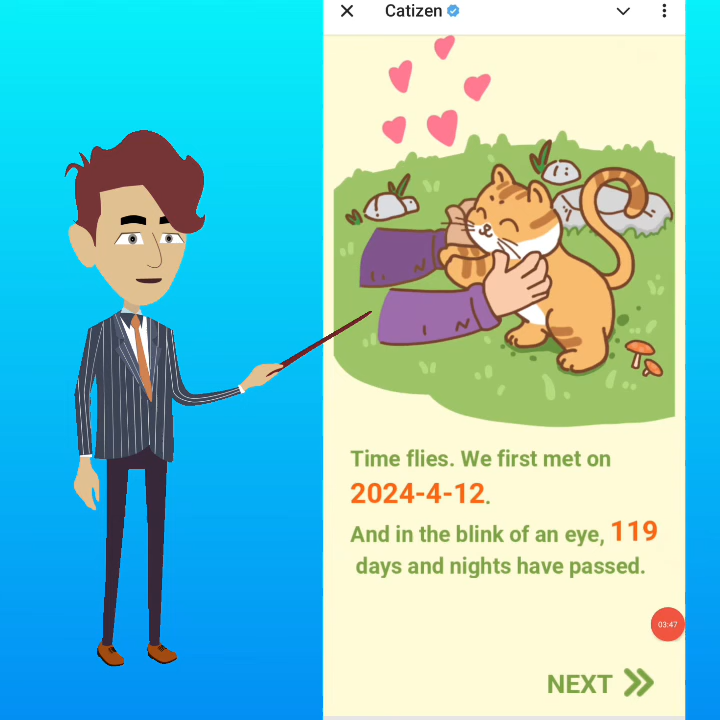 Catizen
Time flies. We first met on
2024-4-12.
And in the blink of an eye, 119
days and nights have passed.
03:47
NEXT